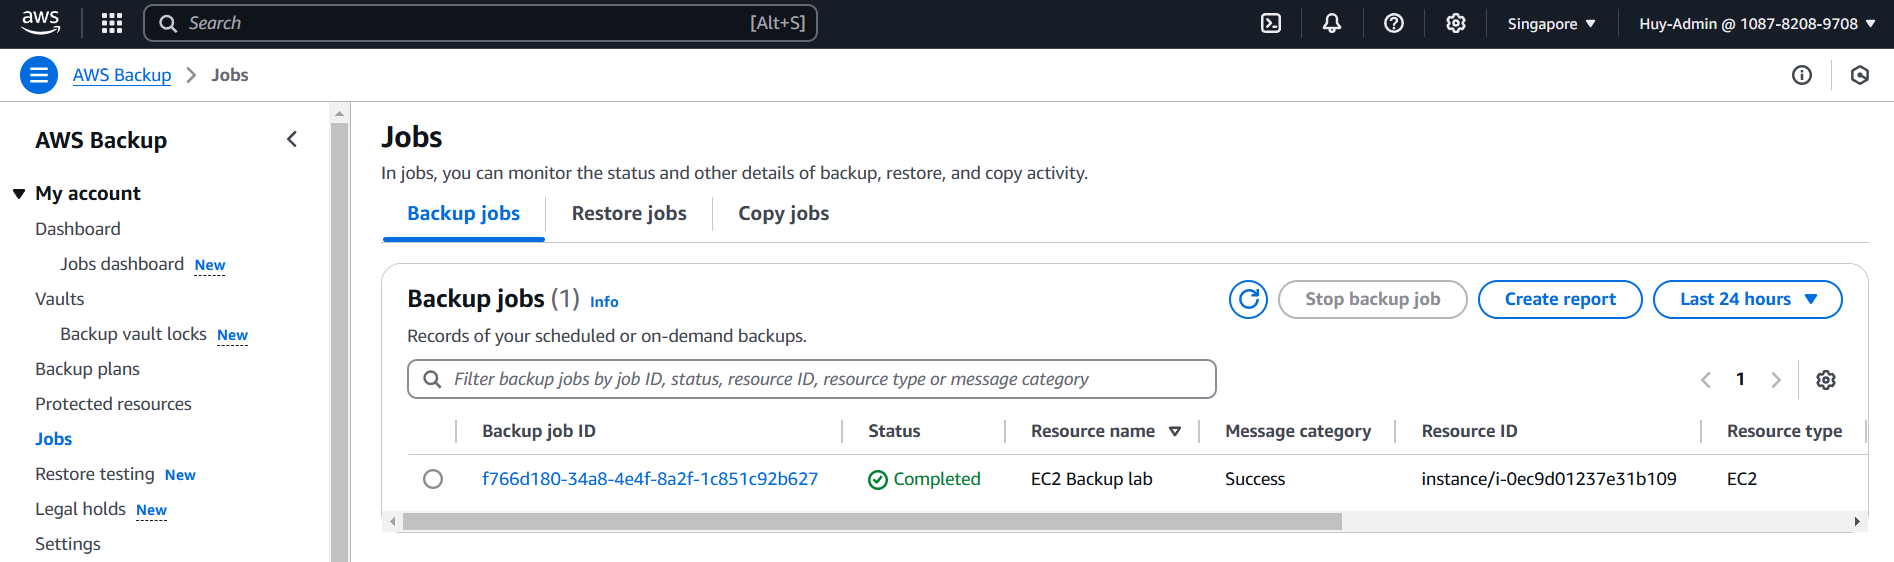 aws
Search [Alt+S]
Singapore
Huy-Admin @ 1087-8208-9708
AWS Backup
Jobs
AWS Backup
My account
Dashboard
Jobs dashboard New
Vaults
Backup vault locks New
Backup plans
Protected resources
Jobs
Restore testing New
Legal holds New
Settings
Jobs
In jobs, you can monitor the status and other details of backup, restore, and copy activity.
Backup jobs Restore jobs Copy jobs
Backup jobs (1) Info
Stop backup job Create report Last 24 hours
Records of your scheduled or on-demand backups.
Filter backup jobs by job ID, status, resource ID, resource type or message category
1
Backup job ID Status Resource name Message category Resource ID Resource type
f766d180-34a8-4e4f-8a2f-1c851c92b627 Completed EC2 Backup lab Success instance/i-0ec9d01237e31b109 EC2